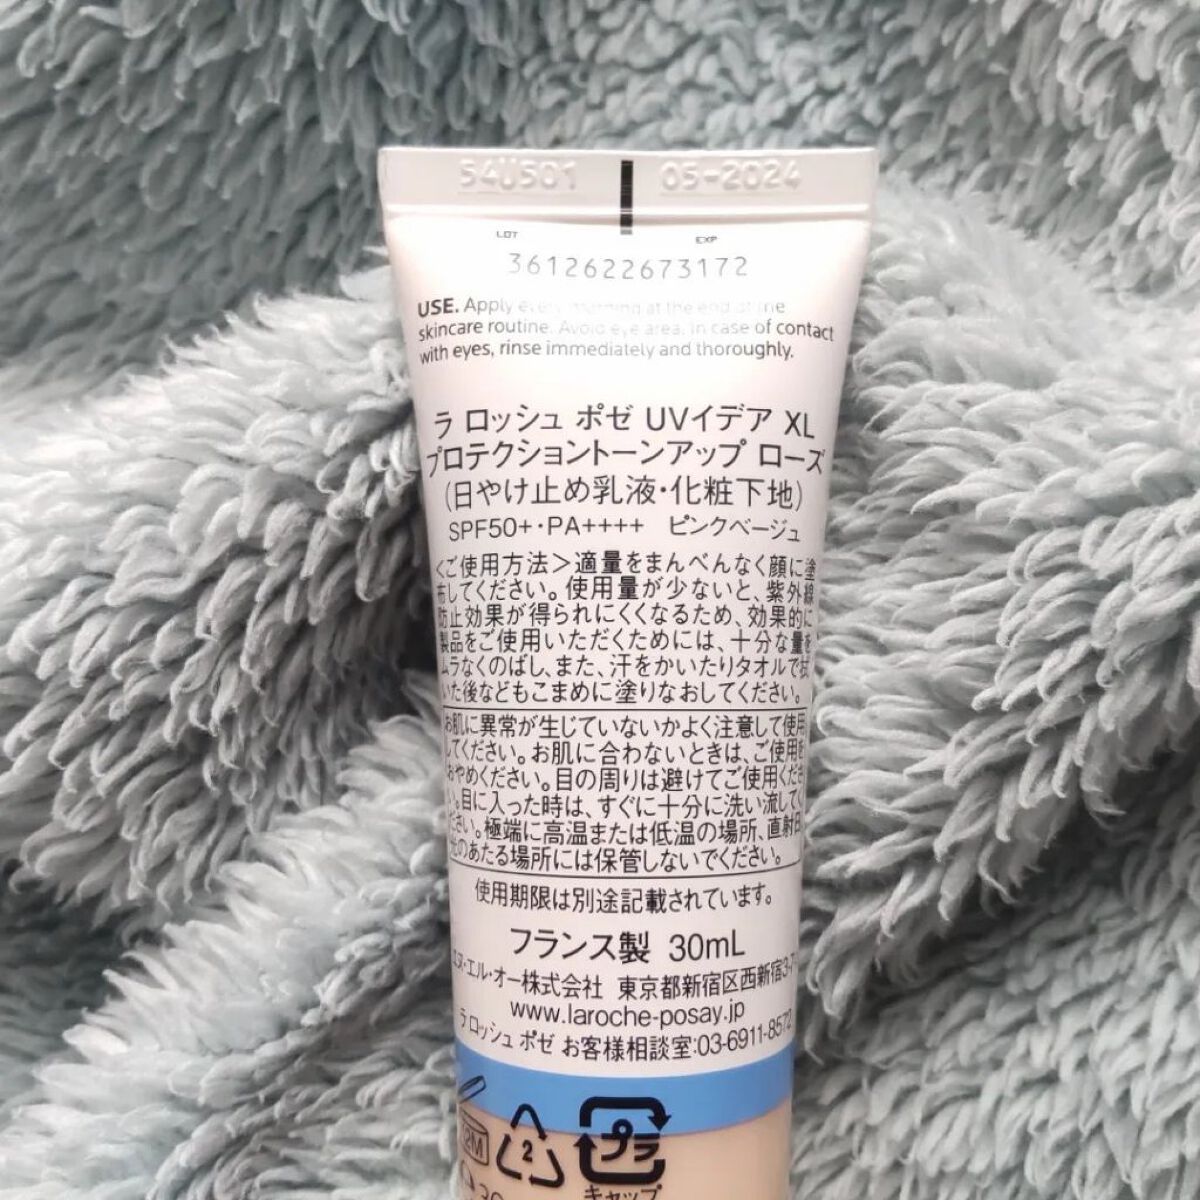 54U501 05-2024
LOT EXP
3612622673172
USE. Apply every morning at the end of the
skincare routine. Avoid eye area. In case of contact
with eyes, rinse immediately and thoroughly.
ラ ロッシュ ポゼ UVイデア XL
プロテクショントーンアップ ローズ
(日やけ止め乳液・化粧下地)
SPF50+・PA++++ ピンクベージュ
<ご使用方法>適量をまんべんなく顔に塗
布してください。使用量が少ないと、紫外線
防止効果が得られにくくなるため、効果的に
製品をご使用いただくためには、十分な量を
ムラなくのばし、また、汗をかいたりタオルで拭
いた後などもこまめに塗りなおしてください。
お肌に異常が生じていないかよく注意して使用
してください。お肌に合わないときは、ご使用を
おやめください。目の周りは避けてご使用くださ
い。目に入った時は、すぐに十分に洗い流してく
ださい。極端に高温または低温の場所、直射日
光のあたる場所には保管しないでください。
使用期限は別途記載されています。
フランス製 30mL
エヌ・エル・オー株式会社 東京都新宿区西新宿3-7
www.laroche-posay.jp
ラ ロッシュ ポゼ お客様相談室:03-6911-8572
2M 2 プラ
30 キャップ